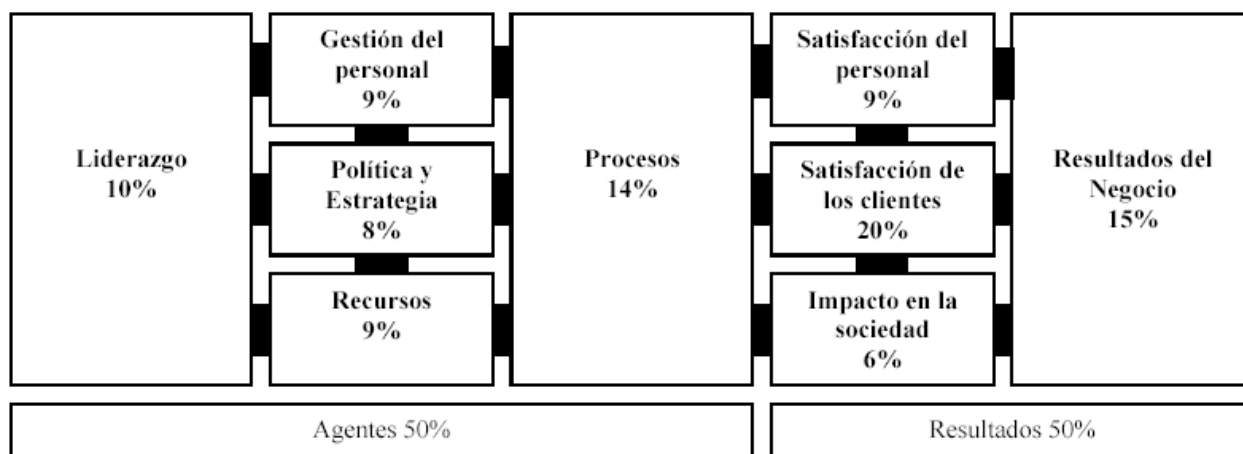 Gestión del
personal
9%
Satisfacción del
personal
9%
Liderazgo
10%
Política y
Estrategia
8%
Procesos
14%
Satisfacción de
los clientes
20%
Resultados del
Negocio
15%
Recursos
9%
Impacto en la
sociedad
6%
Agentes 50%
Resultados 50%